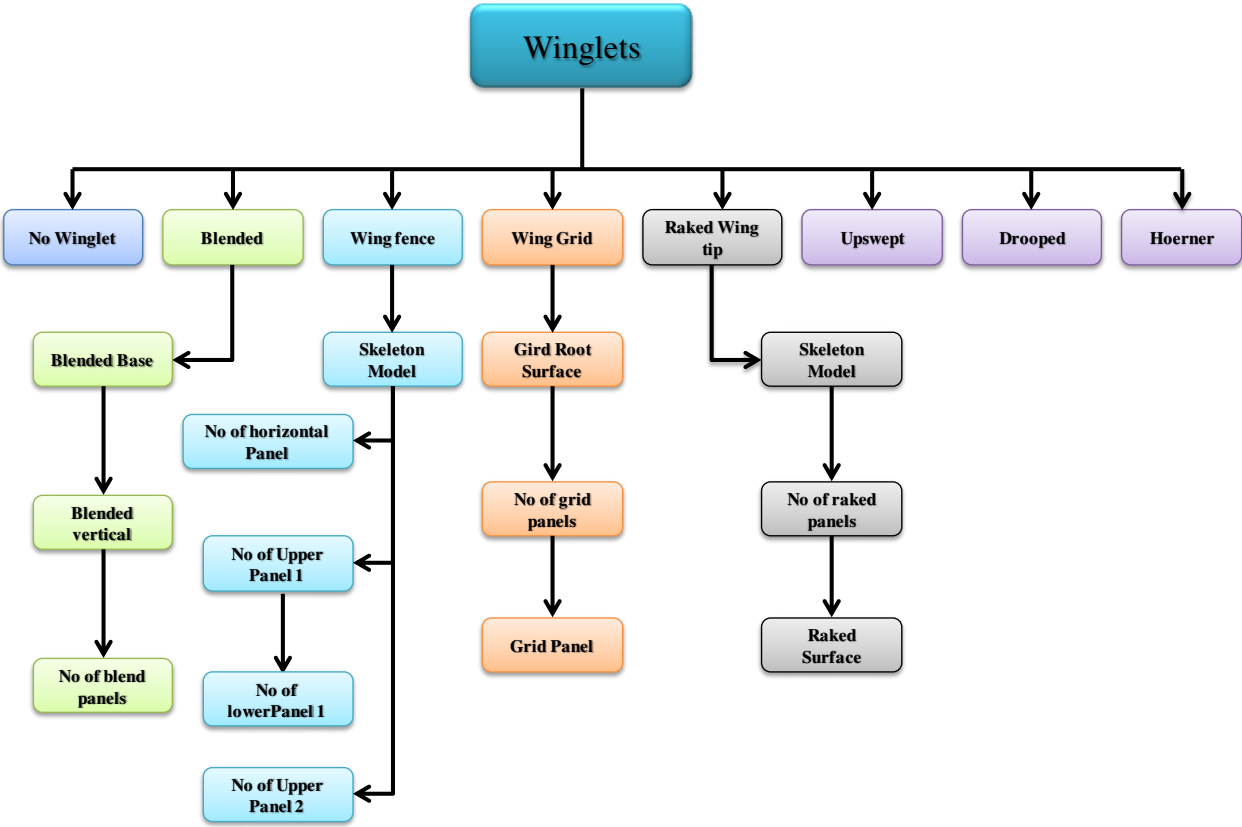 Winglets
No Winglet
Blended
Wing fence
Wing Grid
Raked Wing
tip
Upswept
Drooped
Hoerner
Blended Base
Skeleton
Model
Gird Root
Surface
Skeleton
Model
No of horizontal
Panel
Blended
vertical
No of grid
panels
No of raked
panels
No of Upper
Panel 1
Grid Panel
Raked
Surface
No of blend
panels
No of
lowerPanel 1
No of Upper
Panel 2